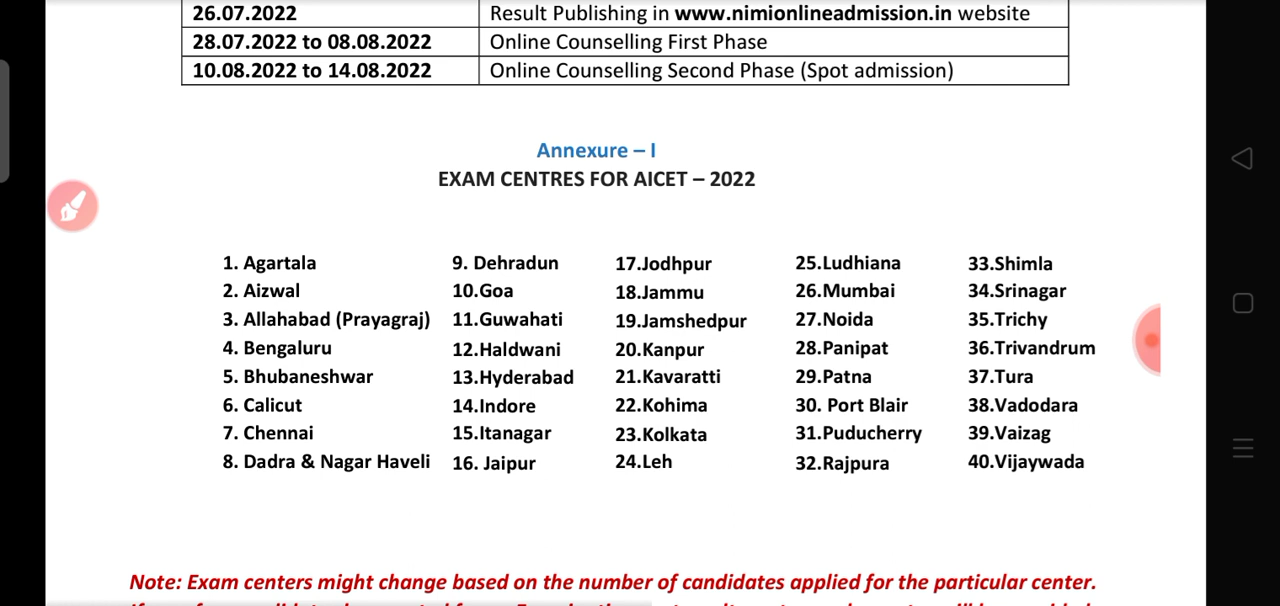 26.07.2022 Result Publishing in www.nimionlineadmission.in website
28.07.2022 to 08.08.2022 Online Counselling First Phase
10.08.2022 to 14.08.2022 Online Counselling Second Phase (Spot admission)
Annexure – I
EXAM CENTRES FOR AICET – 2022
1. Agartala
2. Aizwal
3. Allahabad (Prayagraj)
4. Bengaluru
5. Bhubaneshwar
6. Calicut
7. Chennai
8. Dadra & Nagar Haveli
9. Dehradun
10.Goa
11.Guwahati
12.Haldwani
13.Hyderabad
14.Indore
15.Itanagar
16. Jaipur
17.Jodhpur
18.Jammu
19.Jamshedpur
20.Kanpur
21.Kavaratti
22.Kohima
23.Kolkata
24.Leh
25.Ludhiana
26.Mumbai
27.Noida
28.Panipat
29.Patna
30. Port Blair
31.Puducherry
32.Rajpura
33.Shimla
34.Srinagar
35.Trichy
36.Trivandrum
37.Tura
38.Vadodara
39.Vaizag
40.Vijaywada
Note: Exam centers might change based on the number of candidates applied for the particular center.